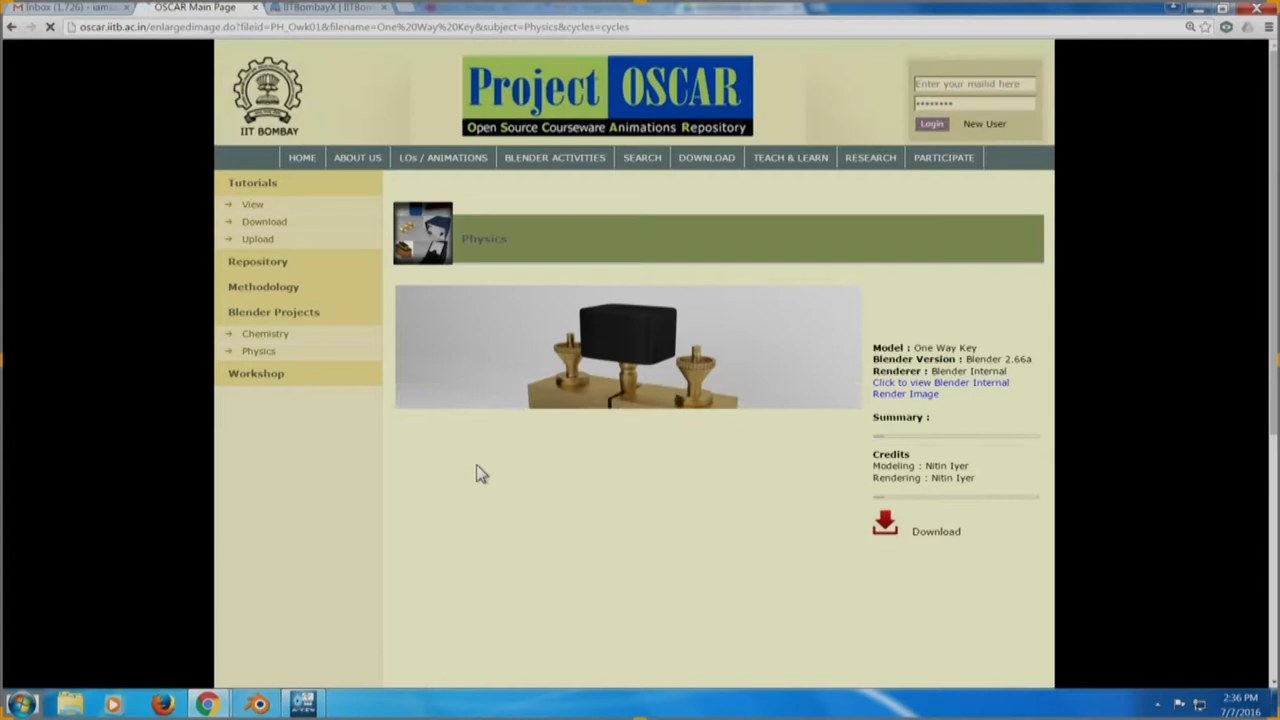 Inbox (1,726) - iams
OSCAR Main Page
IITBombayX | IITBon
oscar.iitb.ac.in/enlargedimage.do?fileid=PH_Owk01&filename=One%20Way%20Key&subject=Physics&cycles=cycles
IIT BOMBAY
Project OSCAR
Open Source Courseware Animations Repository
Enter your mailid here
********
Login New User
HOME ABOUT US LOs / ANIMATIONS BLENDER ACTIVITIES SEARCH DOWNLOAD TEACH & LEARN RESEARCH PARTICIPATE
Tutorials
View
Download
Upload
Repository
Methodology
Blender Projects
Chemistry
Physics
Workshop
Physics
Model : One Way Key
Blender Version : Blender 2.66a
Renderer : Blender Internal
Click to view Blender Internal
Render Image
Summary :
Credits
Modeling : Nitin Iyer
Rendering : Nitin Iyer
Download
2:36 PM
7/7/2016